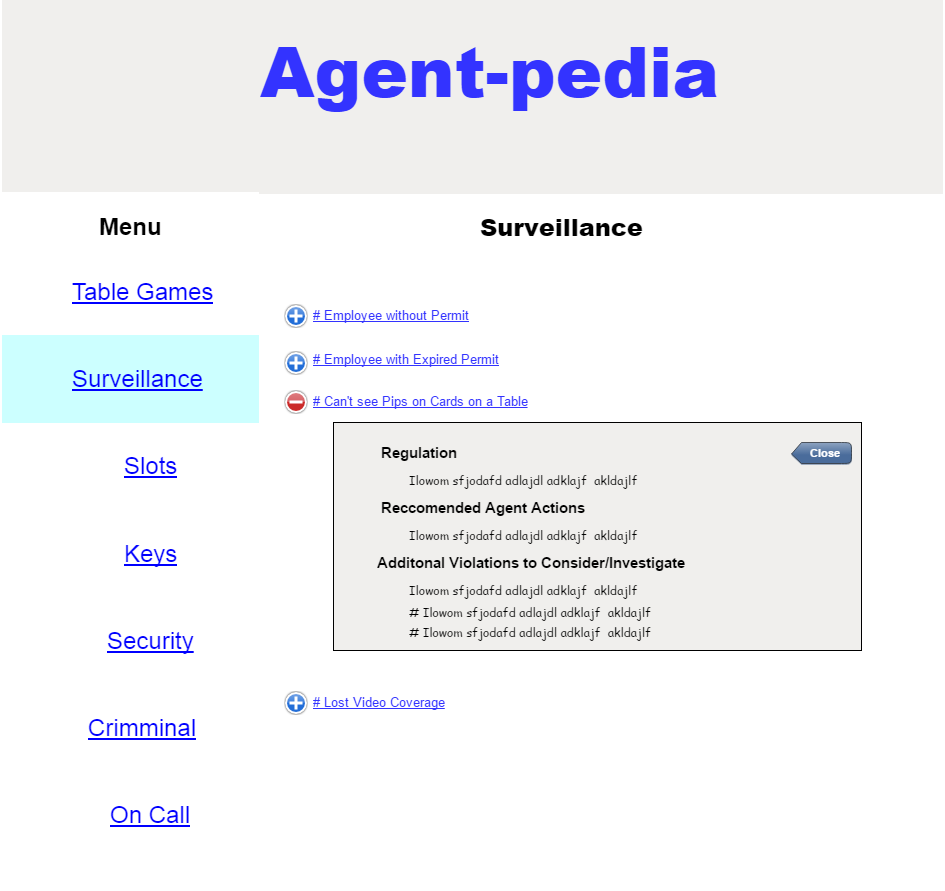 Agent-pedia
Menu
Table Games
Surveillance
Slots
Keys
Security
Crimminal
On Call
Surveillance
# Employee without Permit
# Employee with Expired Permit
# Can't see Pips on Cards on a Table
Regulation
Close
Ilowom sfjodafd adlajdl adklajf akldajlf
Reccomended Agent Actions
Ilowom sfjodafd adlajdl adklajf akldajlf
Additonal Violations to Consider/Investigate
Ilowom sfjodafd adlajdl adklajf akldajlf
# Ilowom sfjodafd adlajdl adklajf akldajlf
# Ilowom sfjodafd adlajdl adklajf akldajlf
# Lost Video Coverage